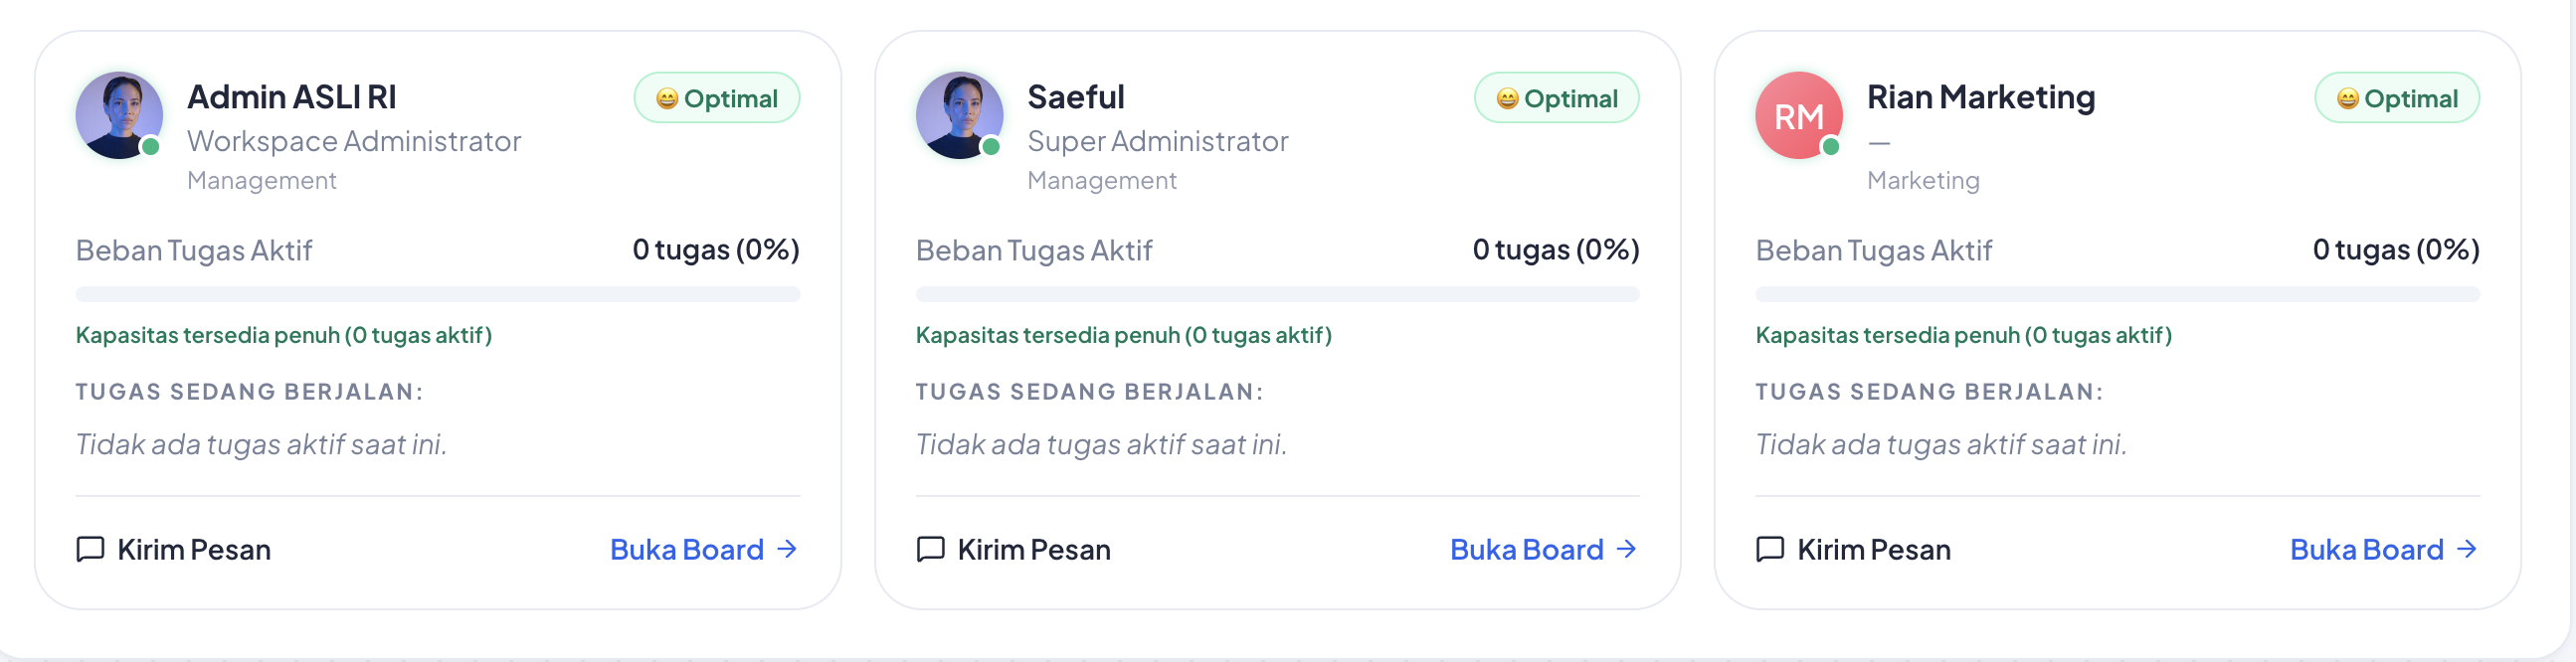 Admin ASLI RI
😄 Optimal
Workspace Administrator
Management
Beban Tugas Aktif
0 tugas (0%)
Kapasitas tersedia penuh (0 tugas aktif)
TUGAS SEDANG BERJALAN:
Tidak ada tugas aktif saat ini.
Kirim Pesan
Buka Board →
Saeful
😄 Optimal
Super Administrator
Management
Beban Tugas Aktif
0 tugas (0%)
Kapasitas tersedia penuh (0 tugas aktif)
TUGAS SEDANG BERJALAN:
Tidak ada tugas aktif saat ini.
Kirim Pesan
Buka Board →
RM
Rian Marketing
😄 Optimal
—
Marketing
Beban Tugas Aktif
0 tugas (0%)
Kapasitas tersedia penuh (0 tugas aktif)
TUGAS SEDANG BERJALAN:
Tidak ada tugas aktif saat ini.
Kirim Pesan
Buka Board →